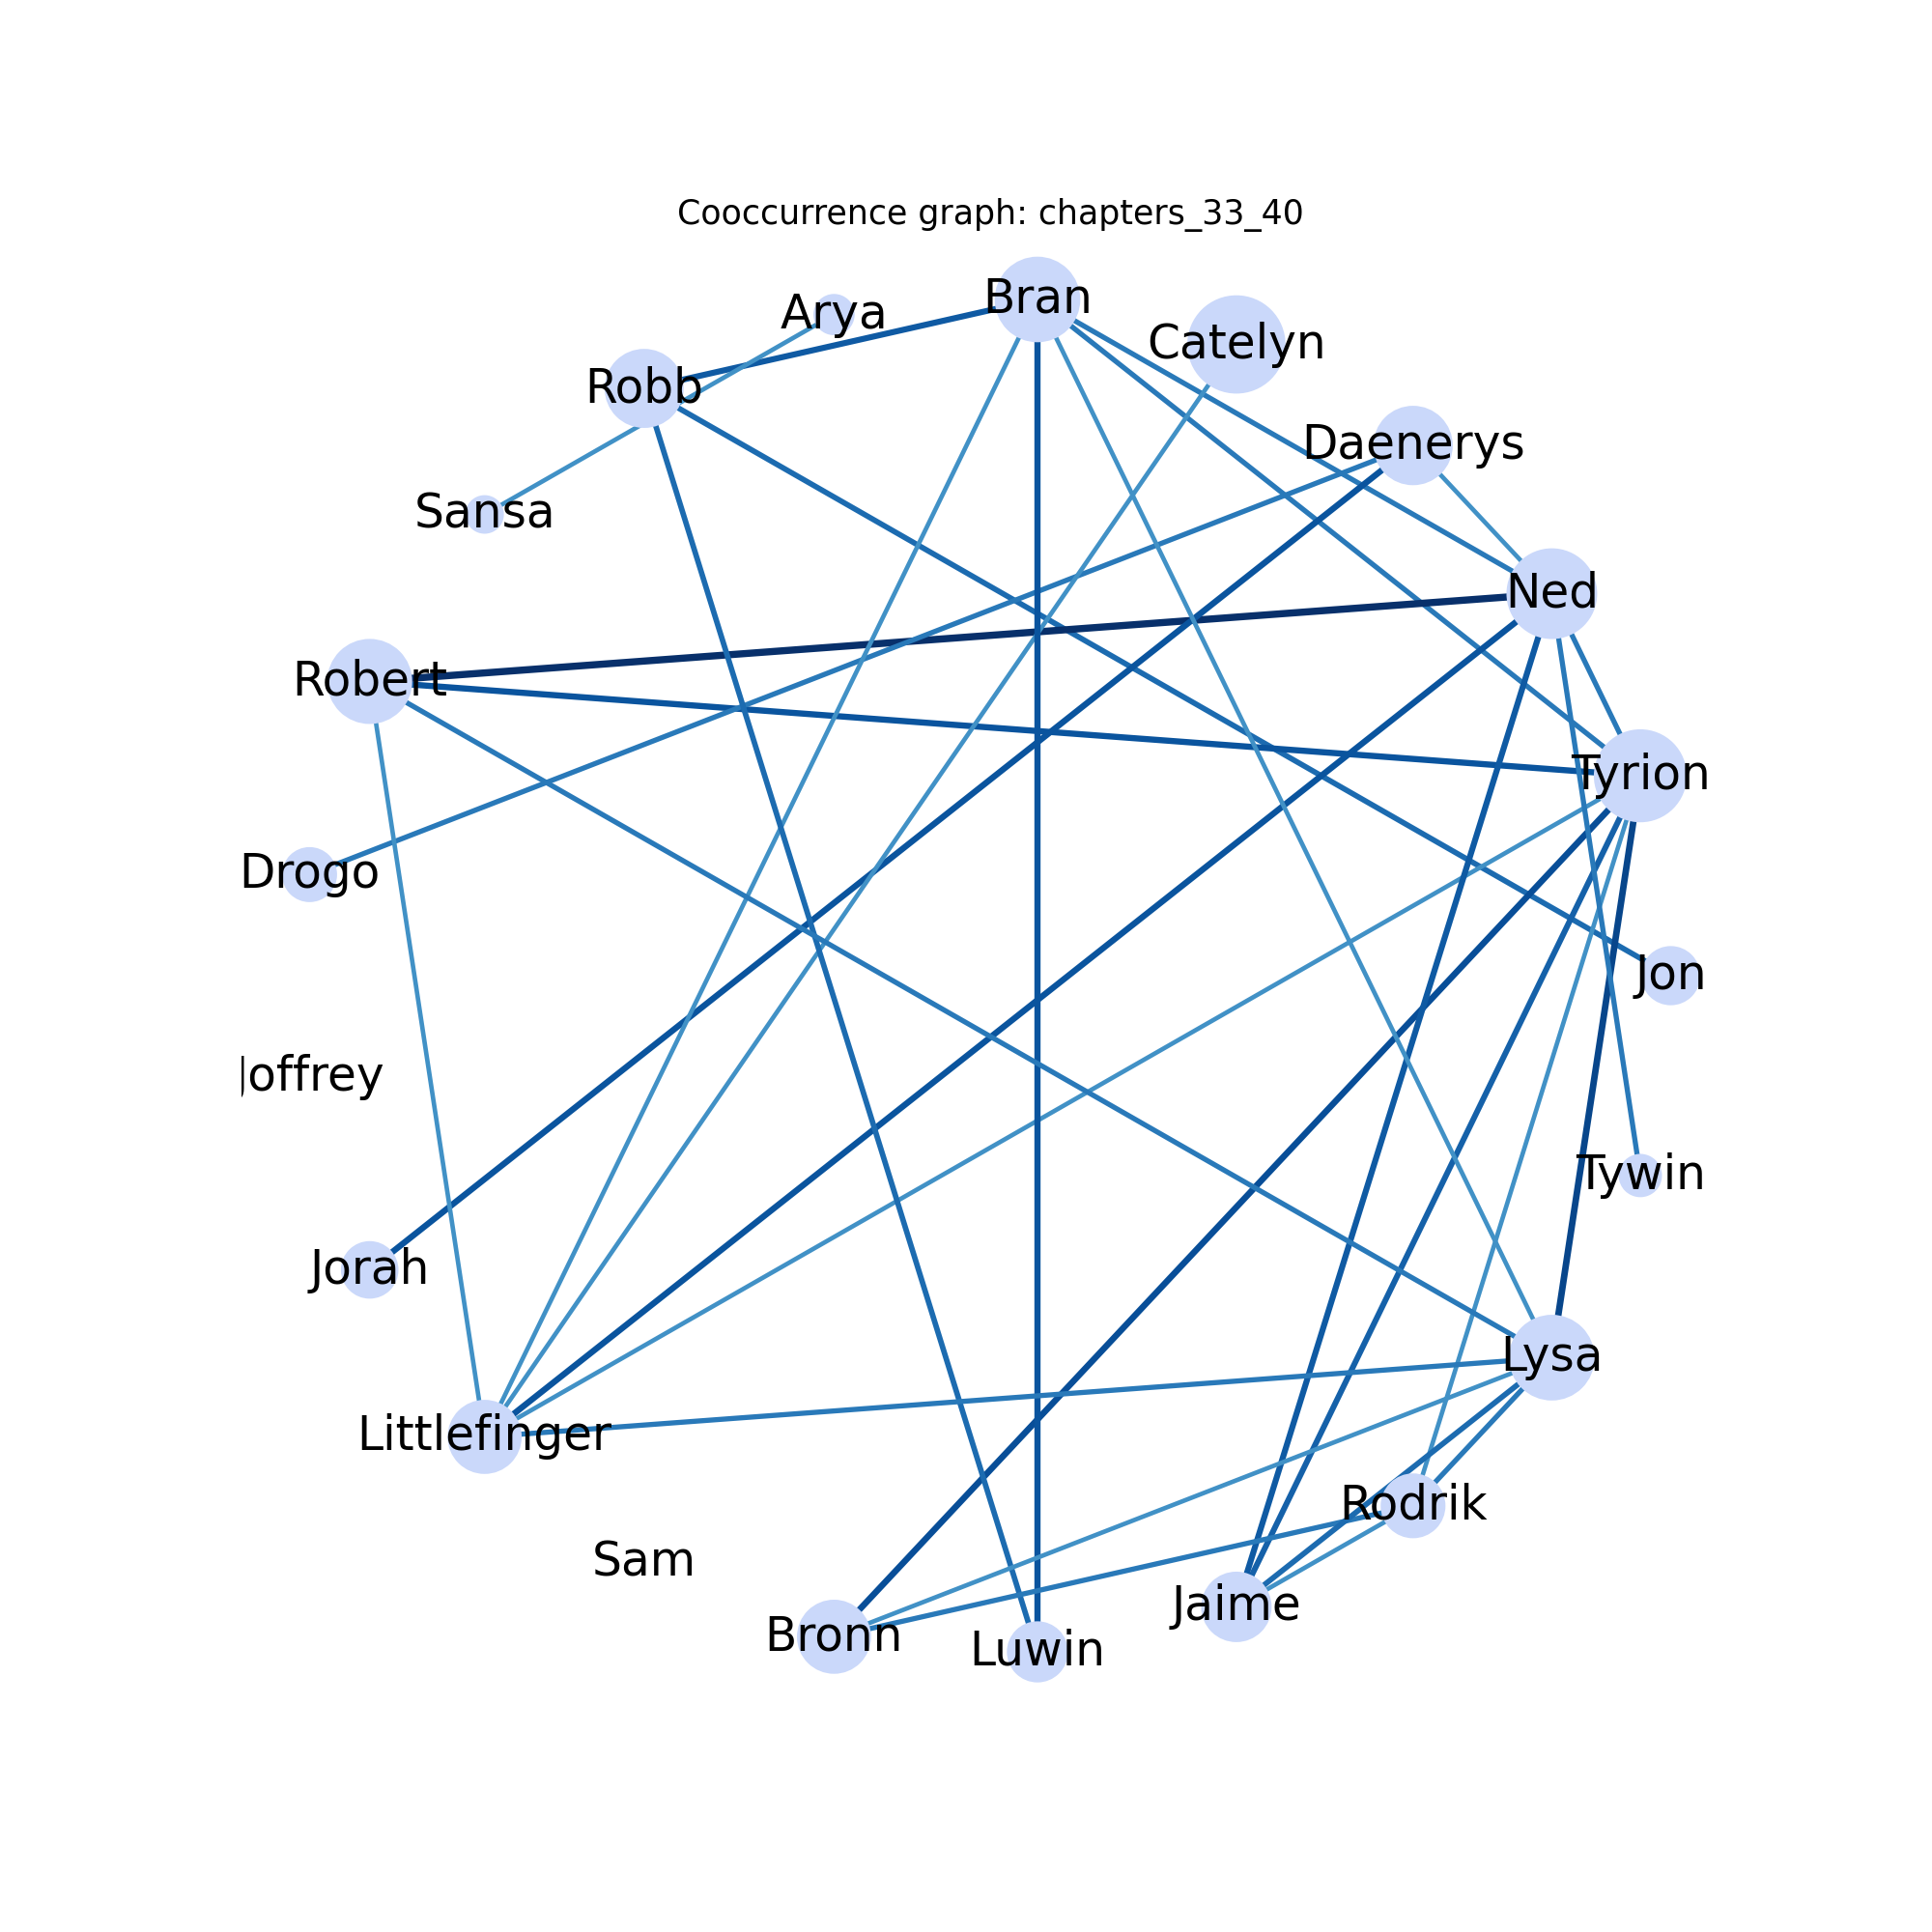 Cooccurrence graph: chapters_33_40
Bran
Arya
Catelyn
Robb
Daenerys
Sansa
Ned
Robert
Tyrion
Drogo
Jon
Joffrey
Tywin
Jorah
Lysa
Littlefinger
Rodrik
Sam
Jaime
Bronn
Luwin